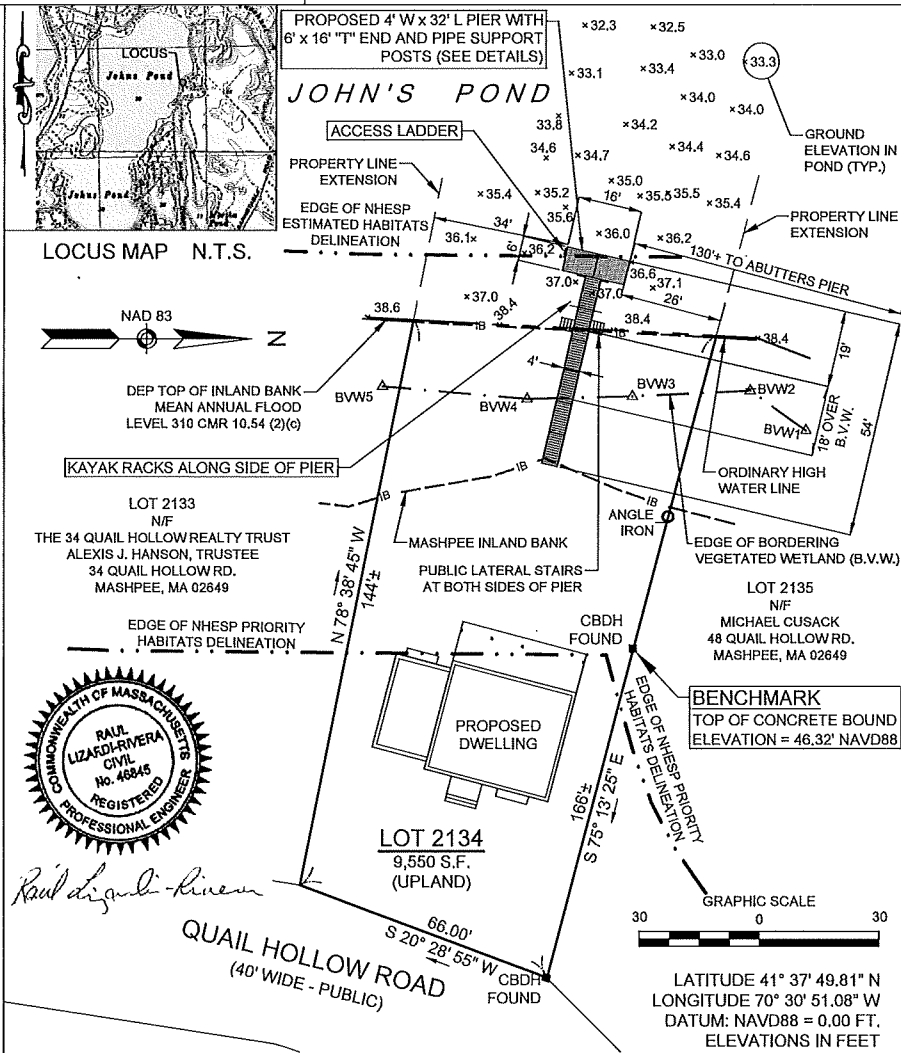 PROPOSED 4' W x 32' L PIER WITH
6' x 16' "T" END AND PIPE SUPPORT
POSTS (SEE DETAILS)
LOCUS
Johns Pond
Johns Pond
LOCUS MAP N.T.S.
JOHN'S POND
ACCESS LADDER
PROPERTY LINE
EXTENSION
EDGE OF NHESP
ESTIMATED HABITATS
DELINEATION
×32.3
×32.5
×33.0
×33.3
×33.1
×33.4
×34.0
×34.0
33.8×
×34.2
34.6
×34.7
×34.4
×34.6
GROUND
ELEVATION IN
POND (TYP.)
×35.4
×35.2
×35.0
×35.5
×35.5
×35.4
35.6
16'
PROPERTY LINE
EXTENSION
34'
36.1×
6'
36.2
×36.0
×36.2
130'+ TO ABUTTERS PIER
36.6
×37.1
37.0×
×37.0
26'
×37.0
38.6
38.4
38.4
38.4
IB
IB
19'
NAD 83
N
DEP TOP OF INLAND BANK
MEAN ANNUAL FLOOD
LEVEL 310 CMR 10.54 (2)(c)
4'
BVW5
BVW4
BVW3
BVW2
BVW1
18' OVER
B.V.W.
54'
KAYAK RACKS ALONG SIDE OF PIER
ORDINARY HIGH
WATER LINE
IB
IB
IB
ANGLE
IRON
LOT 2133
N/F
THE 34 QUAIL HOLLOW REALTY TRUST
ALEXIS J. HANSON, TRUSTEE
34 QUAIL HOLLOW RD.
MASHPEE, MA 02649
MASHPEE INLAND BANK
PUBLIC LATERAL STAIRS
AT BOTH SIDES OF PIER
EDGE OF BORDERING
VEGETATED WETLAND (B.V.W.)
LOT 2135
N/F
MICHAEL CUSACK
48 QUAIL HOLLOW RD.
MASHPEE, MA 02649
N 78° 38' 45" W
144'±
EDGE OF NHESP PRIORITY
HABITATS DELINEATION
CBDH
FOUND
EDGE OF NHESP PRIORITY
HABITATS DELINEATION
BENCHMARK
TOP OF CONCRETE BOUND
ELEVATION = 46.32' NAVD88
COMMONWEALTH OF MASSACHUSETTS
RAUL
LIZARDI-RIVERA
CIVIL
No. 46845
REGISTERED
PROFESSIONAL ENGINEER
Raúl Lizardi-Rivera
PROPOSED
DWELLING
166'±
S 75° 13' 25" E
LOT 2134
9,550 S.F.
(UPLAND)
66.00'
S 20° 28' 55" W
QUAIL HOLLOW ROAD
(40' WIDE - PUBLIC)
CBDH
FOUND
GRAPHIC SCALE
30 0 30
LATITUDE 41° 37' 49.81" N
LONGITUDE 70° 30' 51.08" W
DATUM: NAVD88 = 0.00 FT.
ELEVATIONS IN FEET